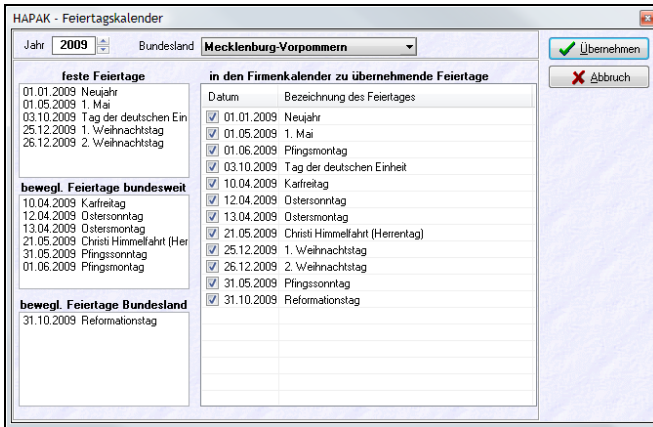 HAPAK - Feiertagskalender
Jahr 2009 Bundesland Mecklenburg-Vorpommern
Übernehmen
Abbruch
feste Feiertage
01.01.2009 Neujahr
01.05.2009 1. Mai
03.10.2009 Tag der deutschen Ein
25.12.2009 1. Weihnachtstag
26.12.2009 2. Weihnachtstag
bewegl. Feiertage bundesweit
10.04.2009 Karfreitag
12.04.2009 Ostersonntag
13.04.2009 Ostersmontag
21.05.2009 Christi Himmelfahrt (Her
31.05.2009 Pfingssonntag
01.06.2009 Pfingsmontag
bewegl. Feiertage Bundesland
31.10.2009 Reformationstag
in den Firmenkalender zu übernehmende Feiertage
Datum Bezeichnung des Feiertages
01.01.2009 Neujahr
01.05.2009 1. Mai
01.06.2009 Pfingsmontag
03.10.2009 Tag der deutschen Einheit
10.04.2009 Karfreitag
12.04.2009 Ostersonntag
13.04.2009 Ostersmontag
21.05.2009 Christi Himmelfahrt (Herrentag)
25.12.2009 1. Weihnachtstag
26.12.2009 2. Weihnachtstag
31.05.2009 Pfingssonntag
31.10.2009 Reformationstag